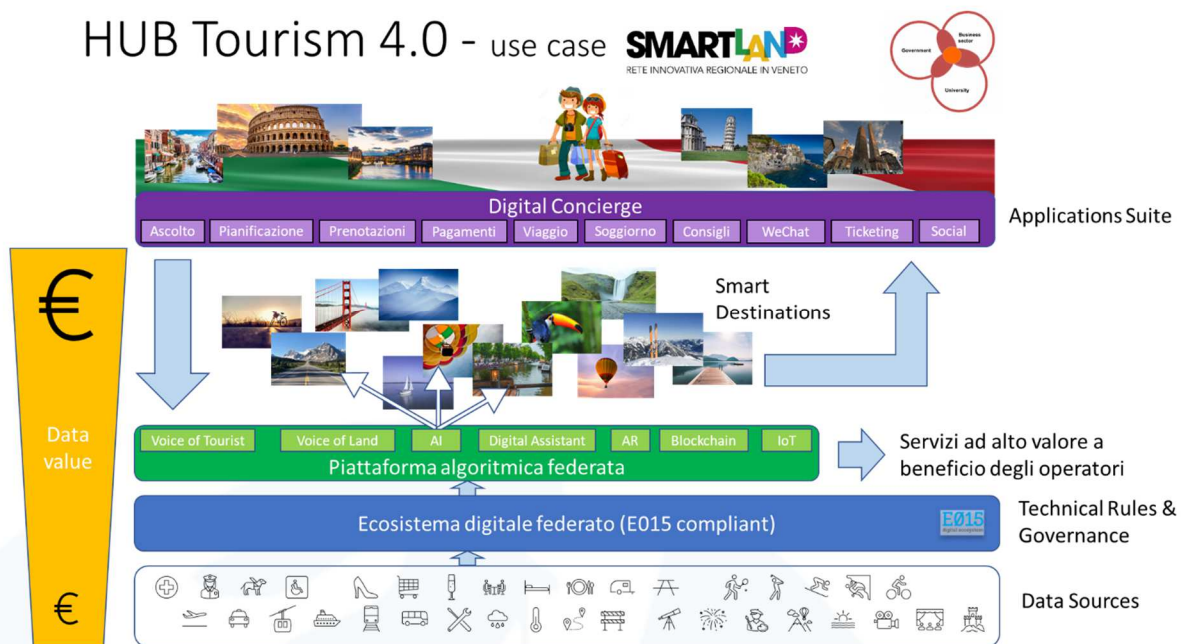 HUB Tourism 4.0 - use case
SMARTLAND
RETE INNOVATIVA REGIONALE IN VENETO
Government
Business
sector
University
Digital Concierge
Applications Suite
Ascolto
Pianificazione
Prenotazioni
Pagamenti
Viaggio
Soggiorno
Consigli
WeChat
Ticketing
Social
€
Smart
Destinations
Data
value
Voice of Tourist
Voice of Land
AI
Digital Assistant
AR
Blockchain
IoT
Piattaforma algoritmica federata
Servizi ad alto valore a
beneficio degli operatori
Ecosistema digitale federato (E015 compliant)
EØ15
digital ecosystem
Technical Rules &
Governance
€
Data Sources